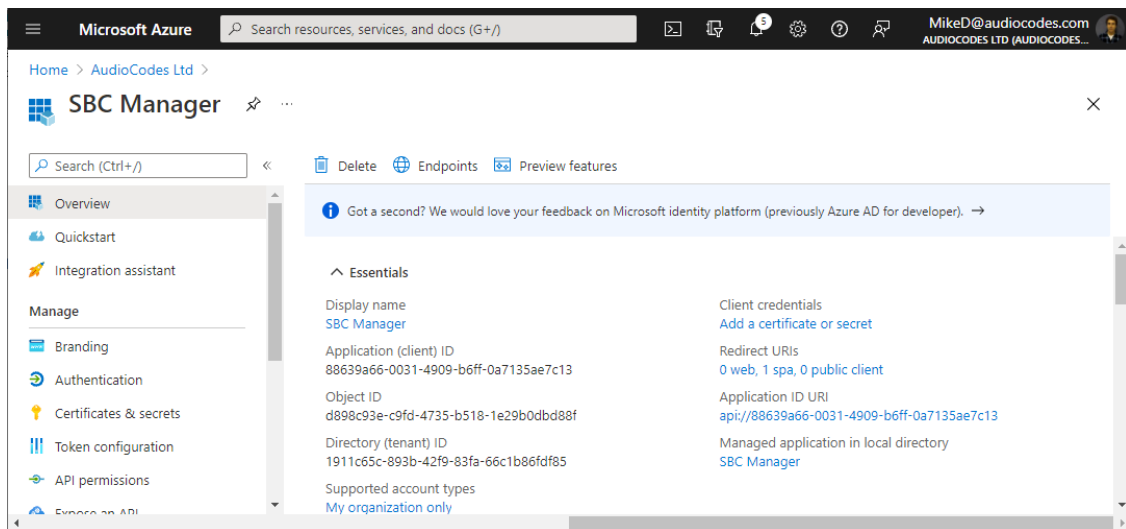 Microsoft Azure
Search resources, services, and docs (G+/)
5
MikeD@audiocodes.com
AUDIOCODES LTD (AUDIOCODES...
Home > AudioCodes Ltd >
SBC Manager
...
Search (Ctrl+/)
«
Delete
Endpoints
Preview features
Overview
Got a second? We would love your feedback on Microsoft identity platform (previously Azure AD for developer). →
Quickstart
Integration assistant
Manage
Branding
Authentication
Certificates & secrets
Token configuration
API permissions
Expose an API
Essentials
Display name
SBC Manager
Application (client) ID
88639a66-0031-4909-b6ff-0a7135ae7c13
Object ID
d898c93e-c9fd-4735-b518-1e29b0dbd88f
Directory (tenant) ID
1911c65c-893b-42f9-83fa-66c1b86fdf85
Supported account types
My organization only
Client credentials
Add a certificate or secret
Redirect URIs
0 web, 1 spa, 0 public client
Application ID URI
api://88639a66-0031-4909-b6ff-0a7135ae7c13
Managed application in local directory
SBC Manager